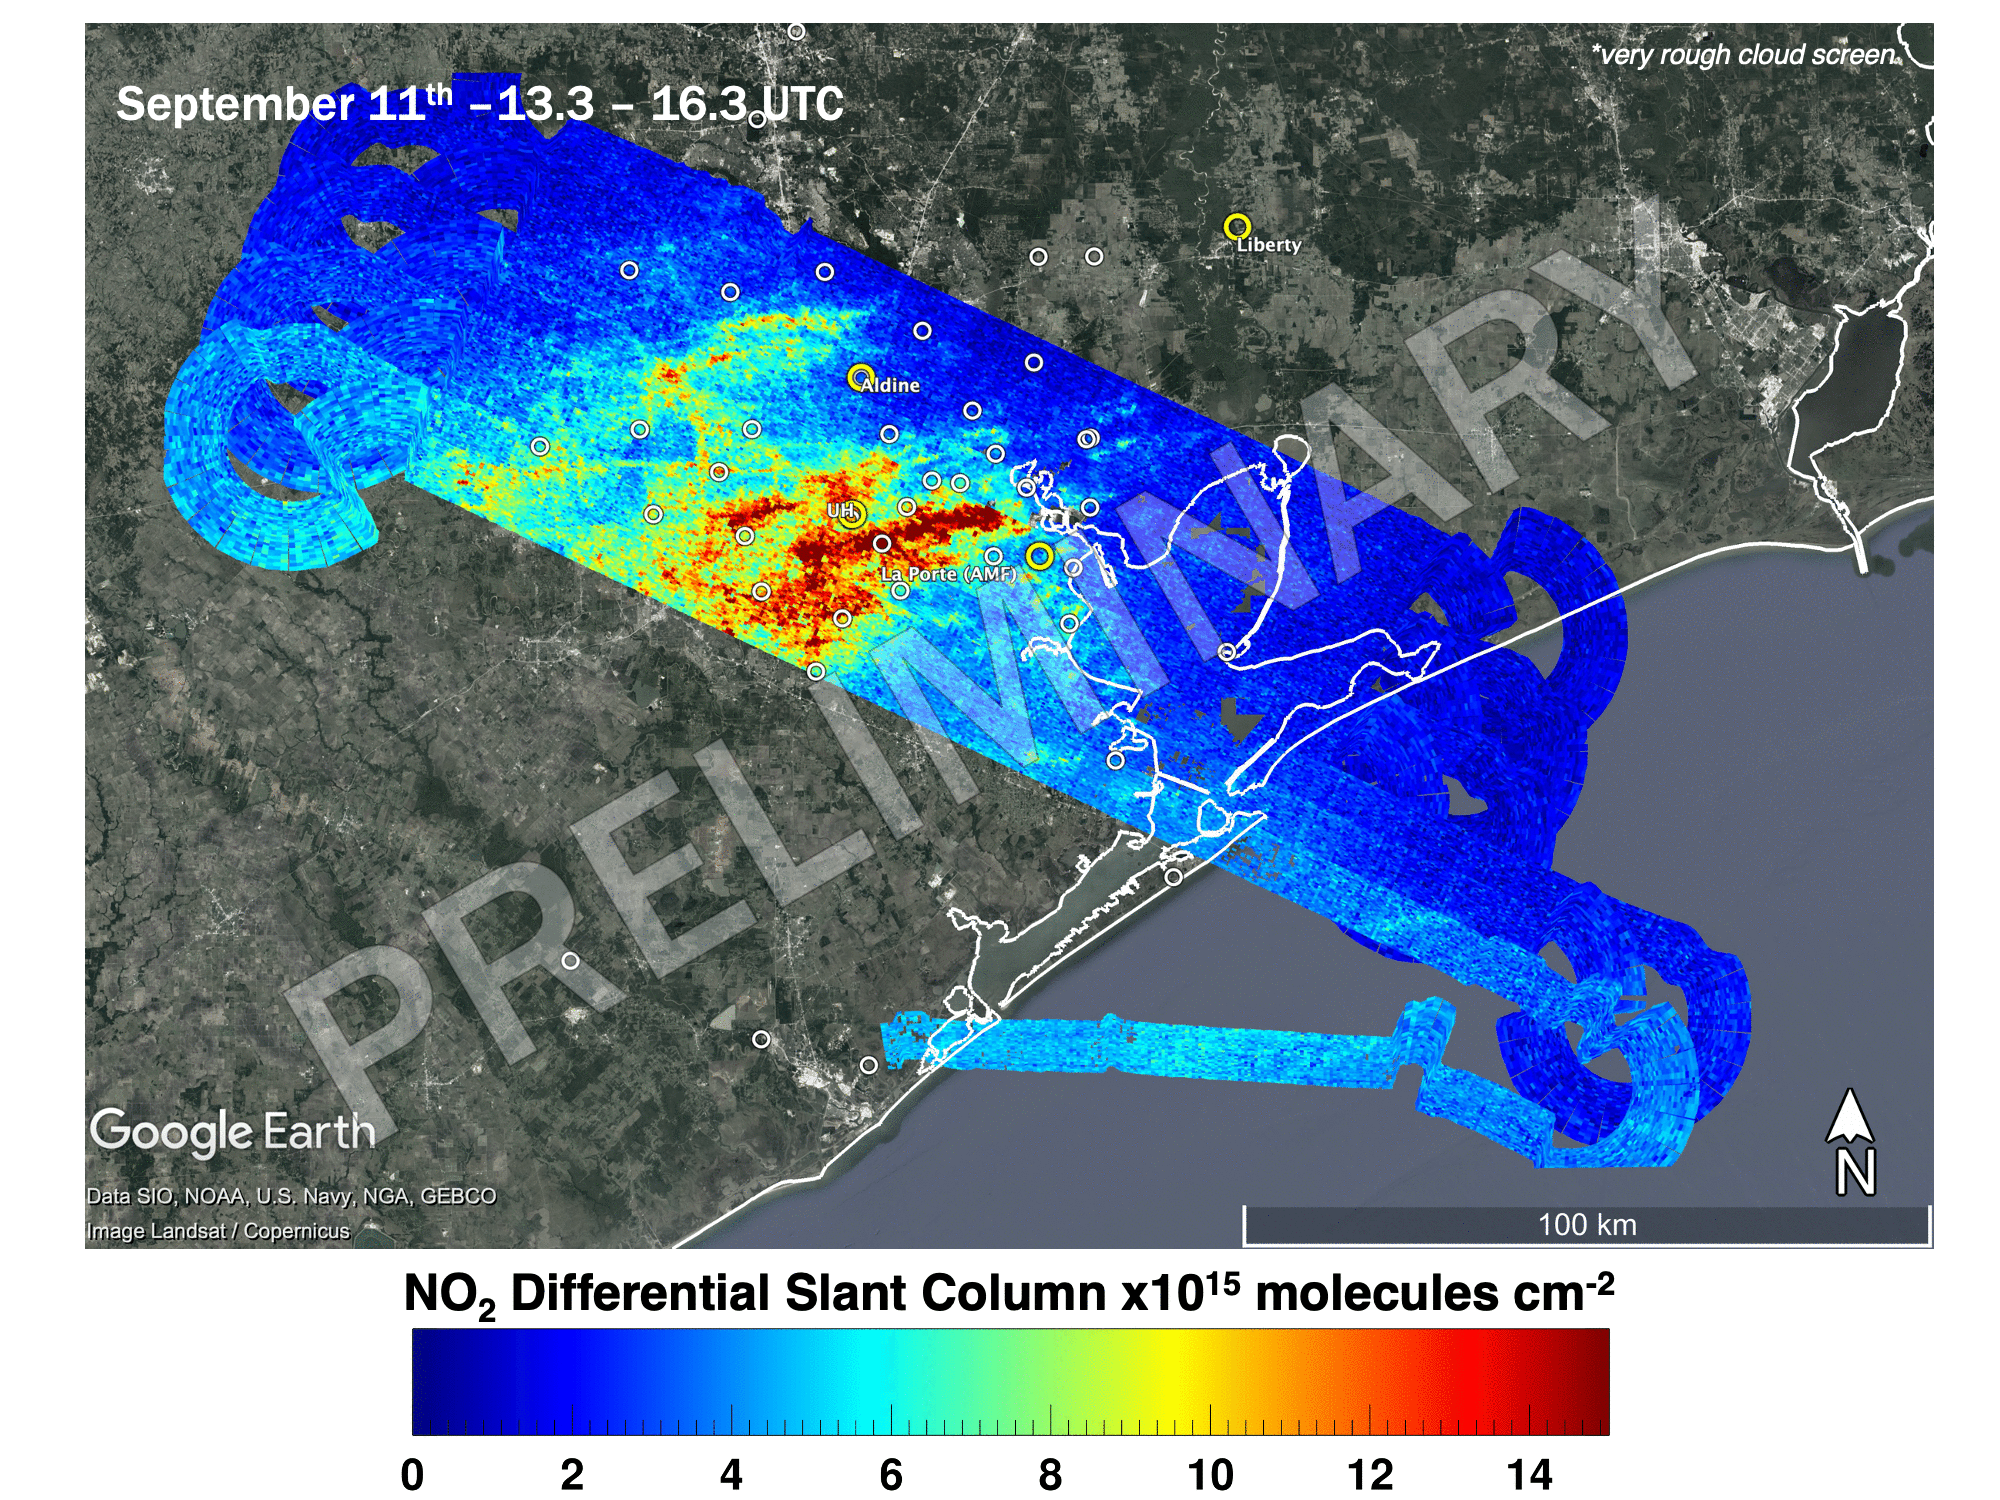 *very rough cloud screen.
September 11th – 13.3 – 16.3 UTC
Liberty
Aldine
UH
La Porte (AMF)
PRELIMINARY
Google Earth
Data SIO, NOAA, U.S. Navy, NGA, GEBCO
Image Landsat / Copernicus
N
100 km
NO2 Differential Slant Column x10^15 molecules cm^-2
0 2 4 6 8 10 12 14